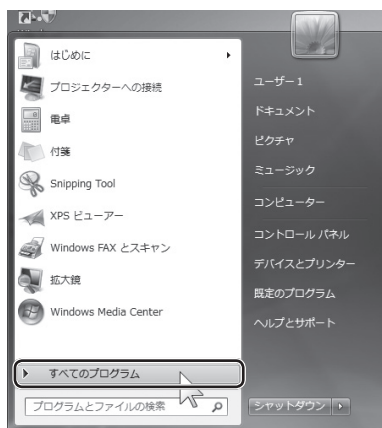 はじめに
プロジェクターへの接続
電卓
付箋
Snipping Tool
XPS ビューアー
Windows FAX とスキャン
拡大鏡
Windows Media Center
すべてのプログラム
プログラムとファイルの検索
ユーザー1
ドキュメント
ピクチャ
ミュージック
コンピューター
コントロール パネル
デバイスとプリンター
既定のプログラム
ヘルプとサポート
シャットダウン